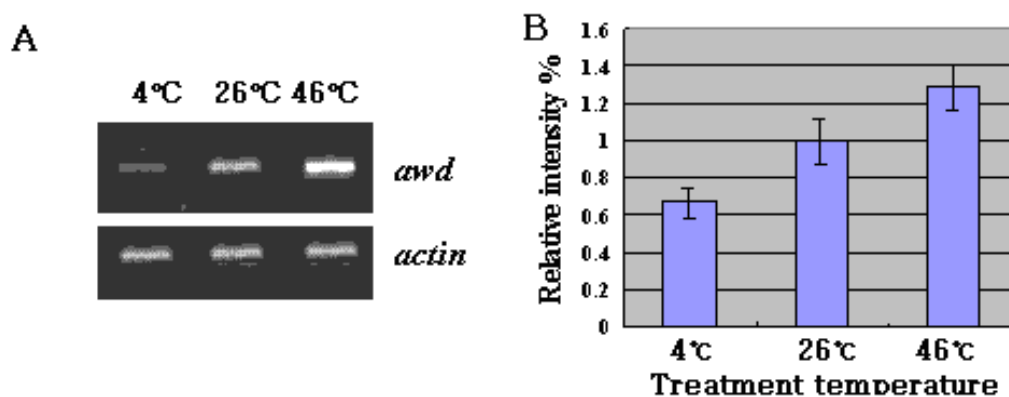 A
4°C 26°C 46°C
awd
actin
B
Relative intensity %
1.6
1.4
1.2
1
0.8
0.6
0.4
0.2
0
4℃ 26℃ 46℃
Treatment temperature